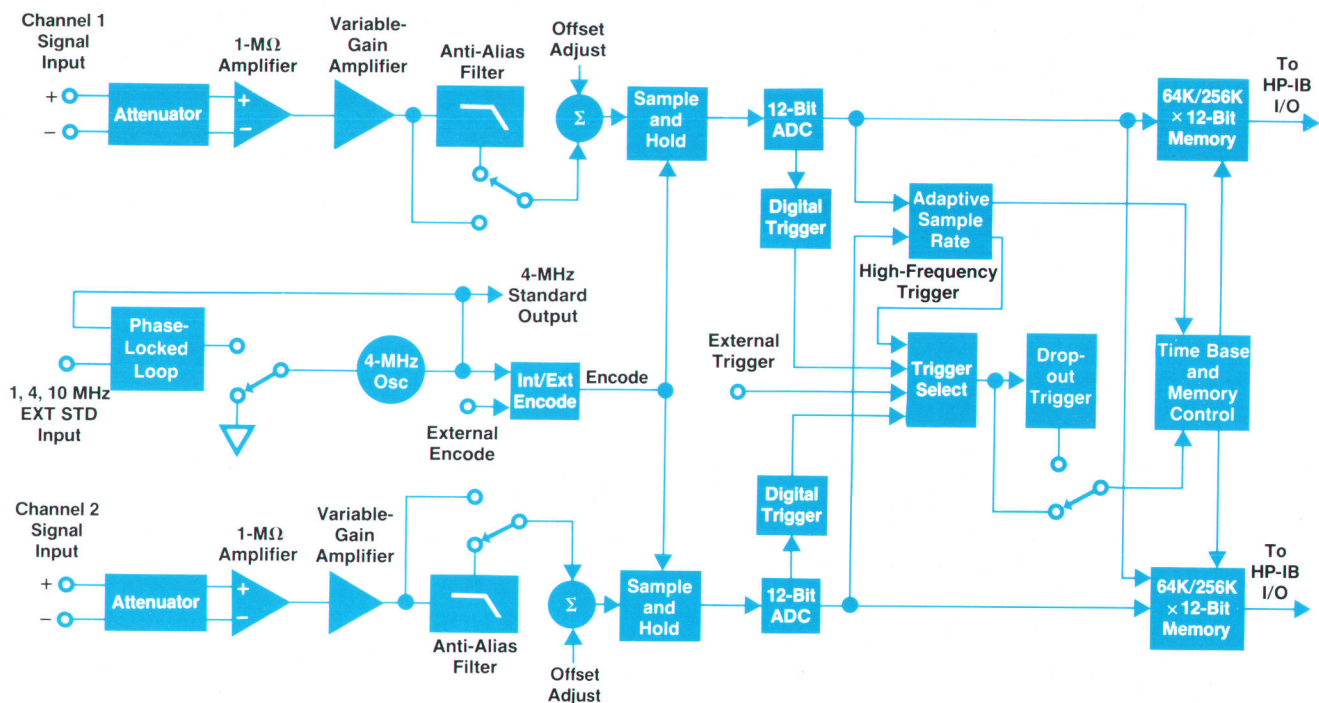 Channel 1
Signal
Input
+
−
Attenuator
1-MΩ
Amplifier
+
−
Variable-
Gain
Amplifier
Anti-Alias
Filter
Offset
Adjust
Σ
Sample
and
Hold
12-Bit
ADC
Digital
Trigger
Adaptive
Sample
Rate
64K/256K
× 12-Bit
Memory
To
HP-IB
I/O
High-Frequency
Trigger
4-MHz
Standard
Output
Phase-
Locked
Loop
1, 4, 10 MHz
EXT STD
Input
4-MHz
Osc
Int/Ext
Encode
Encode
External
Encode
External
Trigger
Trigger
Select
Drop-
out
Trigger
Time Base
and
Memory
Control
Channel 2
Signal
Input
+
−
Attenuator
1-MΩ
Amplifier
+
−
Variable-
Gain
Amplifier
Anti-Alias
Filter
Σ
Offset
Adjust
Sample
and
Hold
Digital
Trigger
12-Bit
ADC
64K/256K
× 12-Bit
Memory
To
HP-IB
I/O